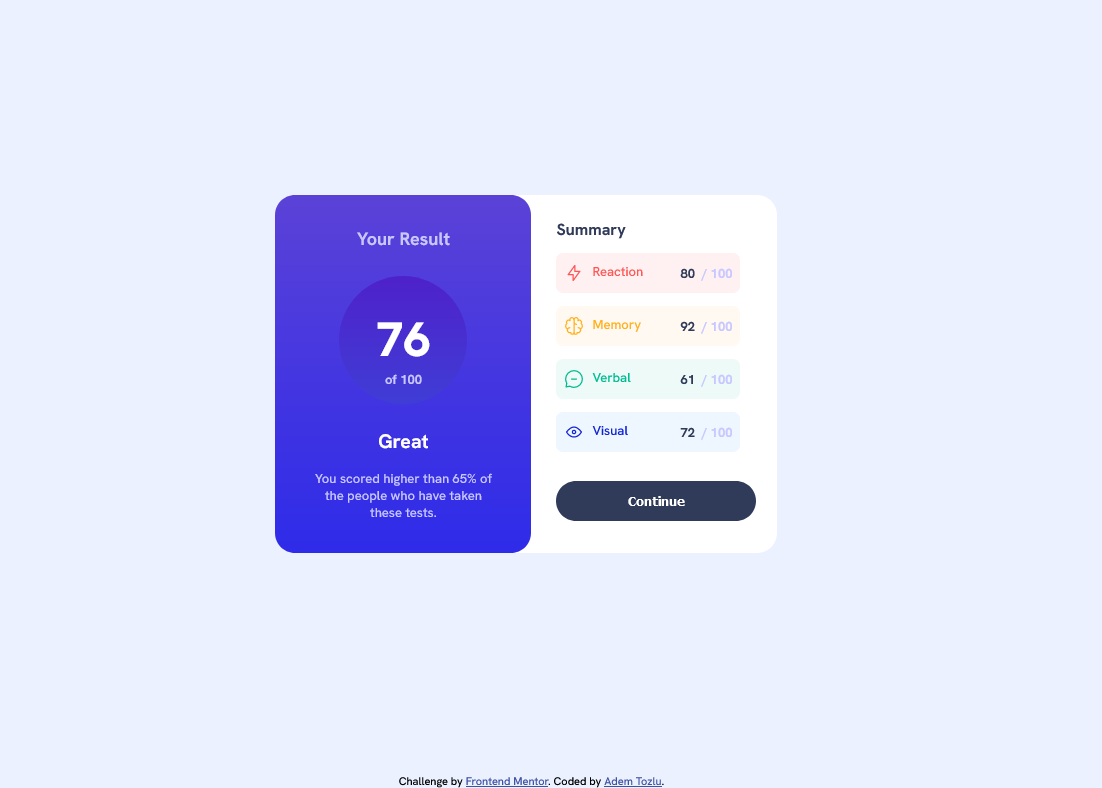 Your Result
76
of 100
Great
You scored higher than 65% of
the people who have taken
these tests.
Summary
Reaction 80 / 100
Memory 92 / 100
Verbal 61 / 100
Visual 72 / 100
Continue
Challenge by Frontend Mentor. Coded by Adem Tozlu.